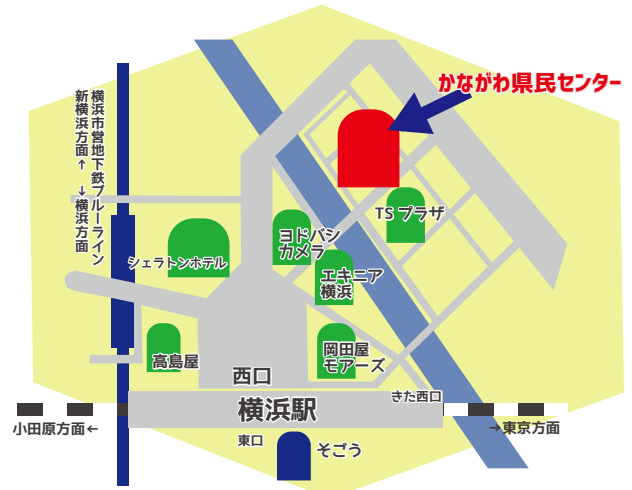 かながわ県民センター
横浜市営地下鉄ブルーライン
新横浜方面↑ ↓横浜方面
TS プラザ
ヨドバシ
カメラ
シェラトンホテル
エキニア
横浜
岡田屋
モアーズ
高島屋
西口
きた西口
横浜駅
小田原方面←
→東京方面
東口
そごう